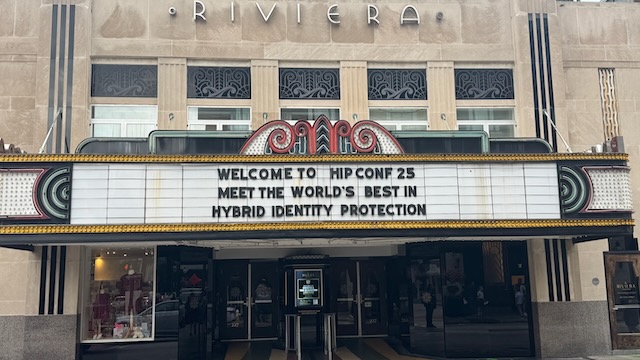 RIVIERA
WELCOME TO HIPCONF 25
MEET THE WORLD'S BEST IN
HYBRID IDENTITY PROTECTION